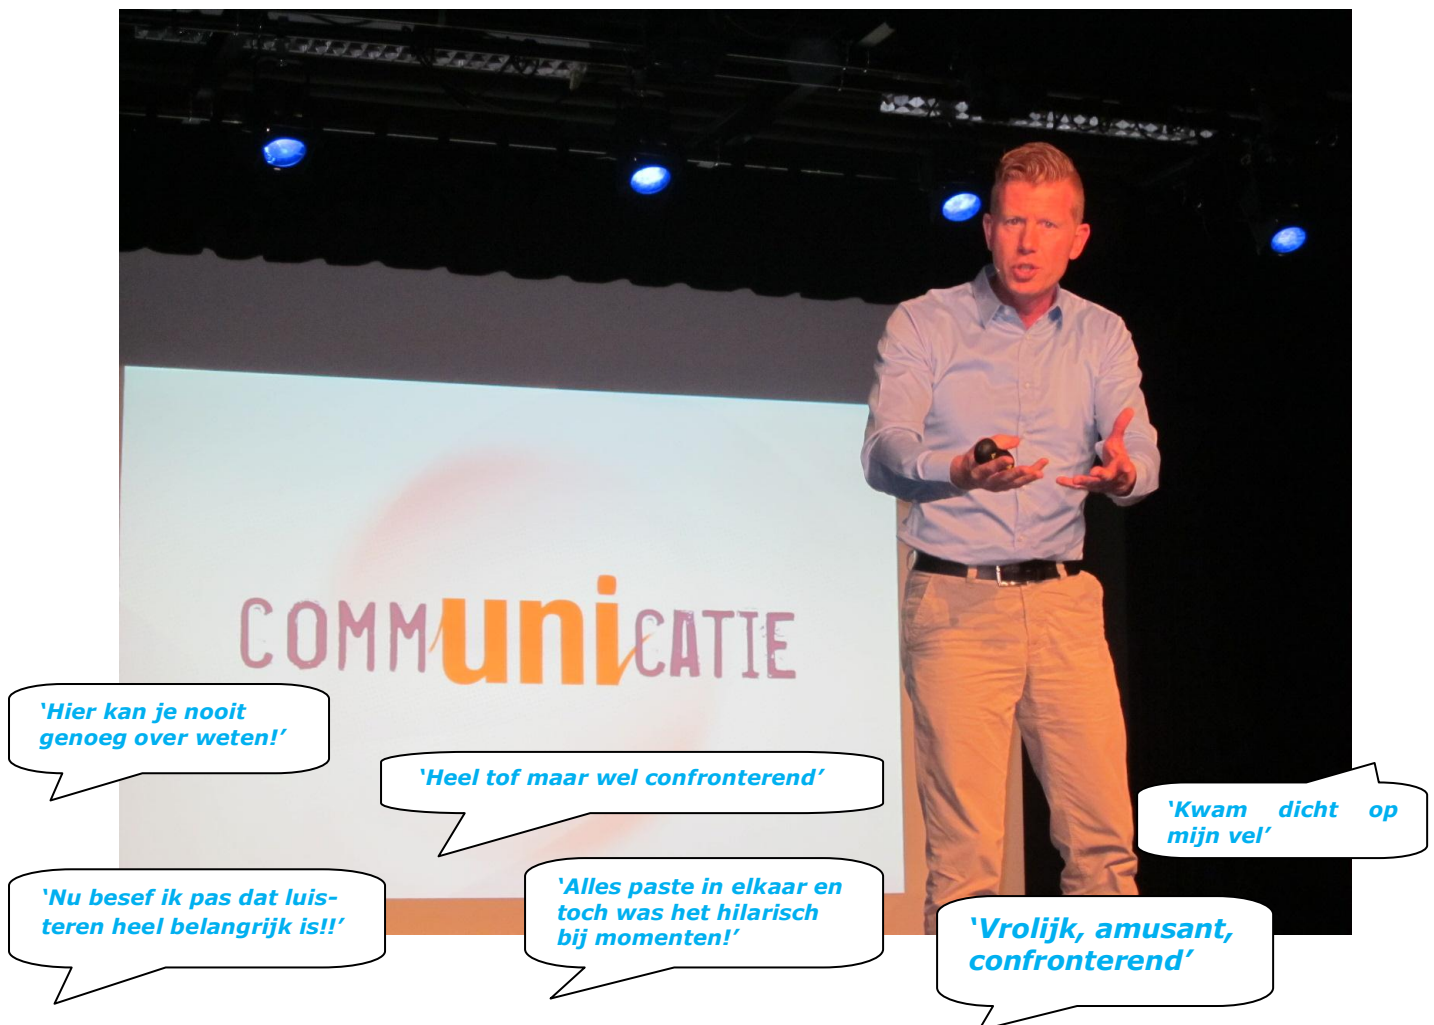 COMMUNICATIE
‘Hier kan je nooit
genoeg over weten!’
‘Heel tof maar wel confronterend’
‘Kwam dicht op
mijn vel’
‘Nu besef ik pas dat luis-
teren heel belangrijk is!!’
‘Alles paste in elkaar en
toch was het hilarisch
bij momenten!’
‘Vrolijk, amusant,
confronterend’